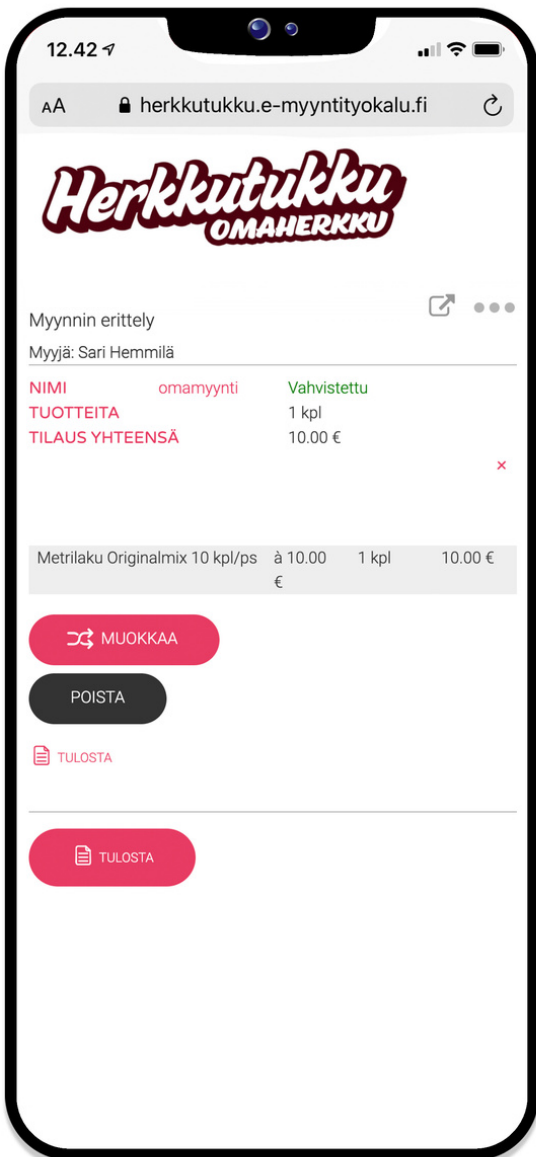 12.42
AA herkkutukku.e-myyntityokalu.fi
Herkkutukku
OMAHERKKU
Myynnin erittely
Myyjä: Sari Hemmilä
NIMI omamyynti Vahvistettu
TUOTTEITA 1 kpl
TILAUS YHTEENSÄ 10.00 €
×
Metrilaku Originalmix 10 kpl/ps à 10.00 1 kpl 10.00 €
€
MUOKKAA
POISTA
TULOSTA
TULOSTA